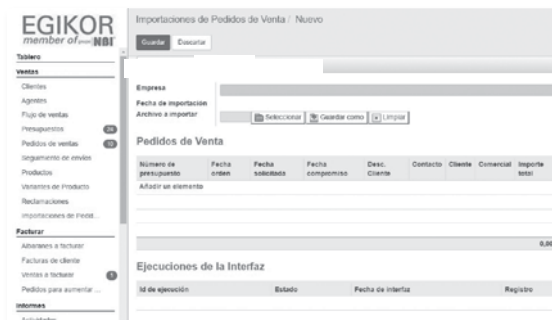 EGIKOR
member of NBI
Tablero
Ventas
Clientes
Agentes
Flujo de ventas
Presupuestos 24
Pedidos de ventas 10
Seguimiento de envíos
Productos
Variantes de Producto
Reclamaciones
Importaciones de Pedid...
Facturar
Albaranes a facturar
Facturas de cliente
Ventas a facturar 1
Pedidos para aumentar ...
Informes
Importaciones de Pedidos de Venta / Nuevo
Guardar Descartar
Empresa
Fecha de importación
Archivo a importar Seleccionar Guardar como Limpiar
Pedidos de Venta
Número de presupuesto Fecha orden Fecha solicitada Fecha compromiso Desc. Cliente Contacto Cliente Comercial Importe total
Añadir un elemento
0,00
Ejecuciones de la Interfaz
Id de ejecución Estado Fecha de interfaz Registro